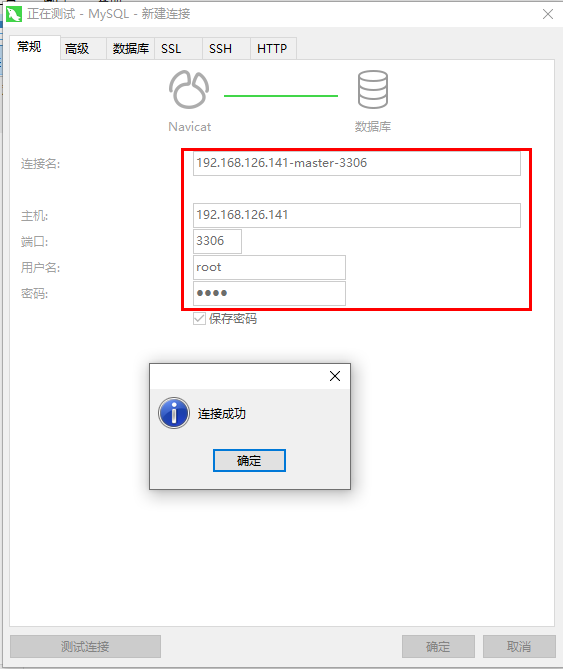 正在测试 - MySQL - 新建连接
常规 高级 数据库 SSL SSH HTTP
Navicat 数据库
连接名: 192.168.126.141-master-3306
主机: 192.168.126.141
端口: 3306
用户名: root
密码: ●●●●
保存密码
连接成功
确定
测试连接 确定 取消